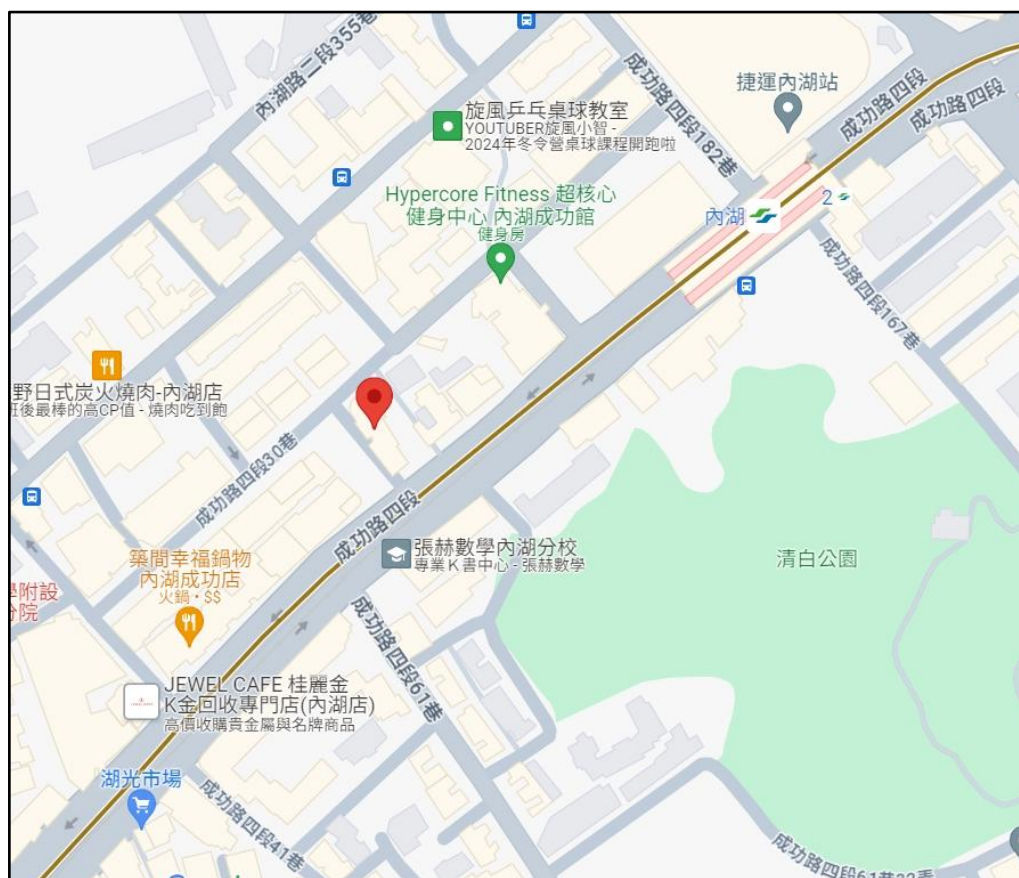 內湖路二段355巷
成功路四段182巷
捷運內湖站
成功路四段
成功路四段
旋風乒乓桌球教室
YOUTUBER旋風小智 -
2024年冬令營桌球課程開跑啦
Hypercore Fitness 超核心
健身中心 內湖成功館
健身房
內湖
2
成功路四段167巷
野日式炭火燒肉-內湖店
班後最棒的高CP值 - 燒肉吃到飽
成功路四段30巷
成功路四段
張赫數學內湖分校
專業K書中心 - 張赫數學
清白公園
築間幸福鍋物
內湖成功店
火鍋・$$
學附設
分院
成功路四段61巷
JEWEL CAFE 桂麗金
K金回收專門店(內湖店)
高價收購貴金屬與名牌商品
湖光市場
成功路四段41巷
成功路四段61巷32弄